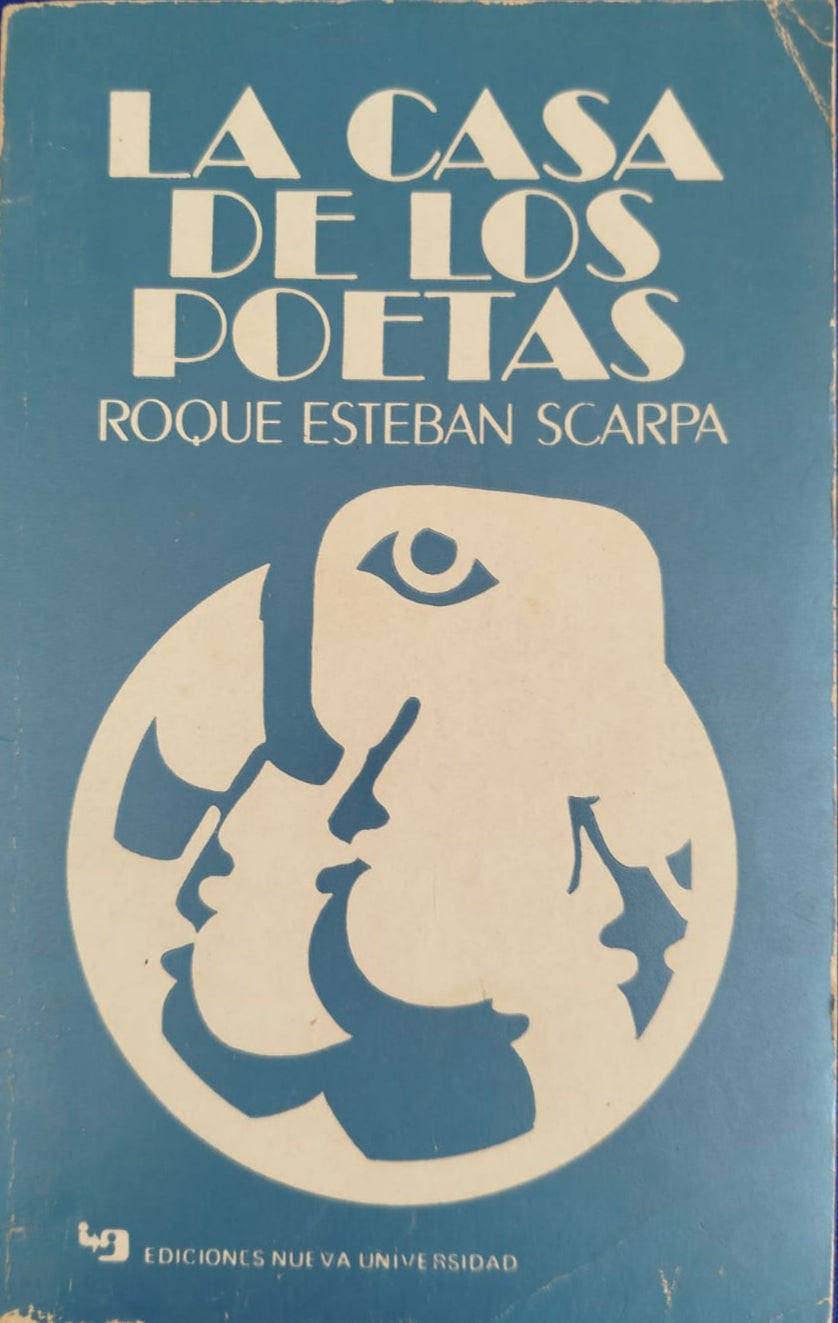 LA CASA
DE LOS
POETAS
ROQUE ESTEBAN SCARPA
EDICIONES NUEVA UNIVERSIDAD